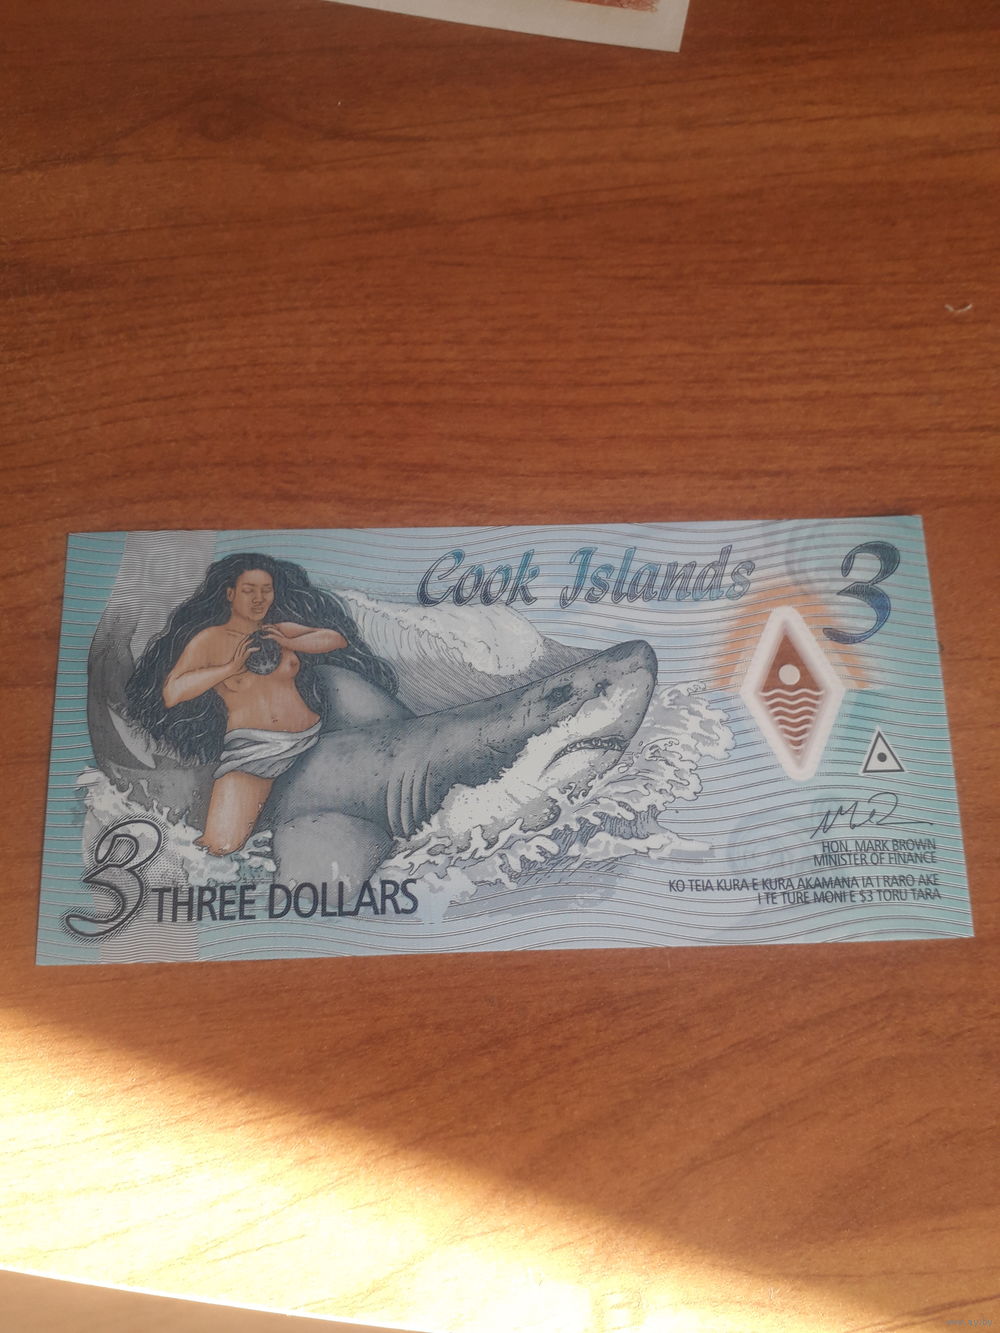 Cook Islands
3
3 THREE DOLLARS
HON. MARK BROWN
MINISTER OF FINANCE
KO TEIA KURA E KURA AKAMANA IA I RARO AKE
I TE TURE MONI E $3 TORU TARA